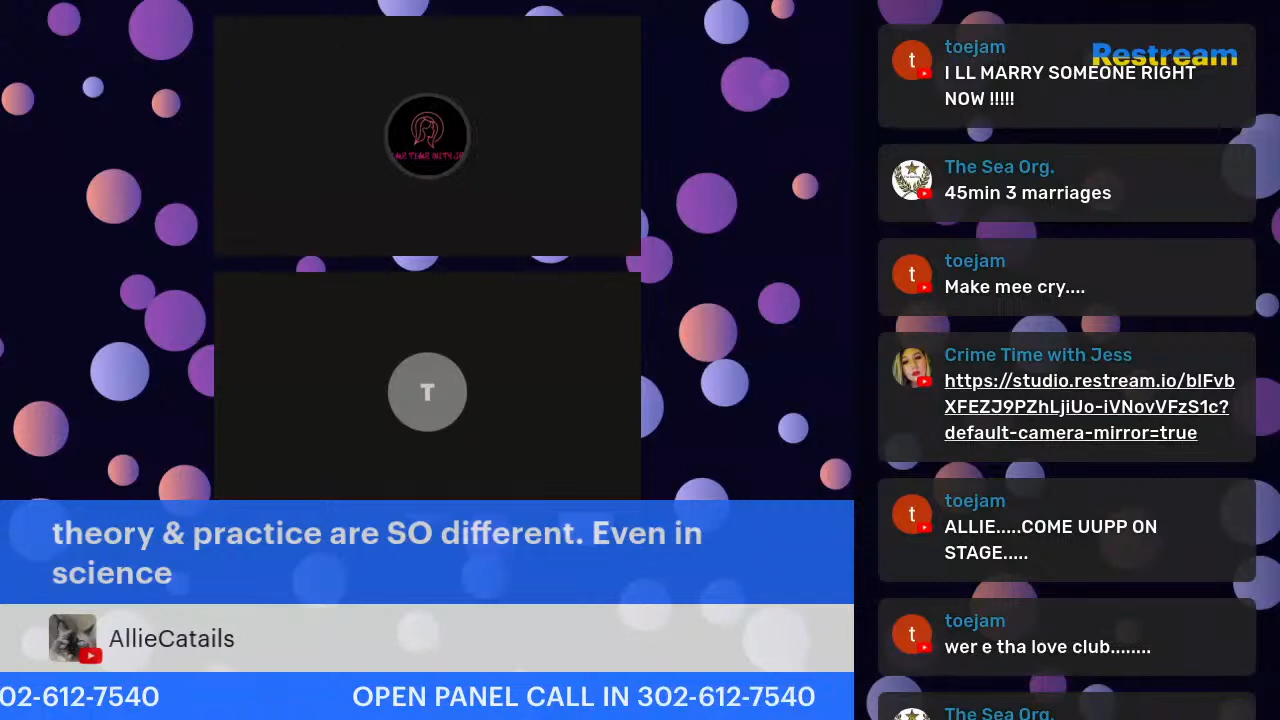 T
theory & practice are SO different. Even in
science
AllieCatails
02-612-7540 OPEN PANEL CALL IN 302-612-7540
Restream
t
toejam
I LL MARRY SOMEONE RIGHT
NOW !!!!!
The Sea Org.
45min 3 marriages
t
toejam
Make mee cry....
Crime Time with Jess
https://studio.restream.io/bIFvb
XFEZJ9PZhLjiUo-iVNovVFzS1c?
default-camera-mirror=true
t
toejam
ALLIE.....COME UUPP ON
STAGE.....
t
toejam
wer e tha love club........
The Sea Org.